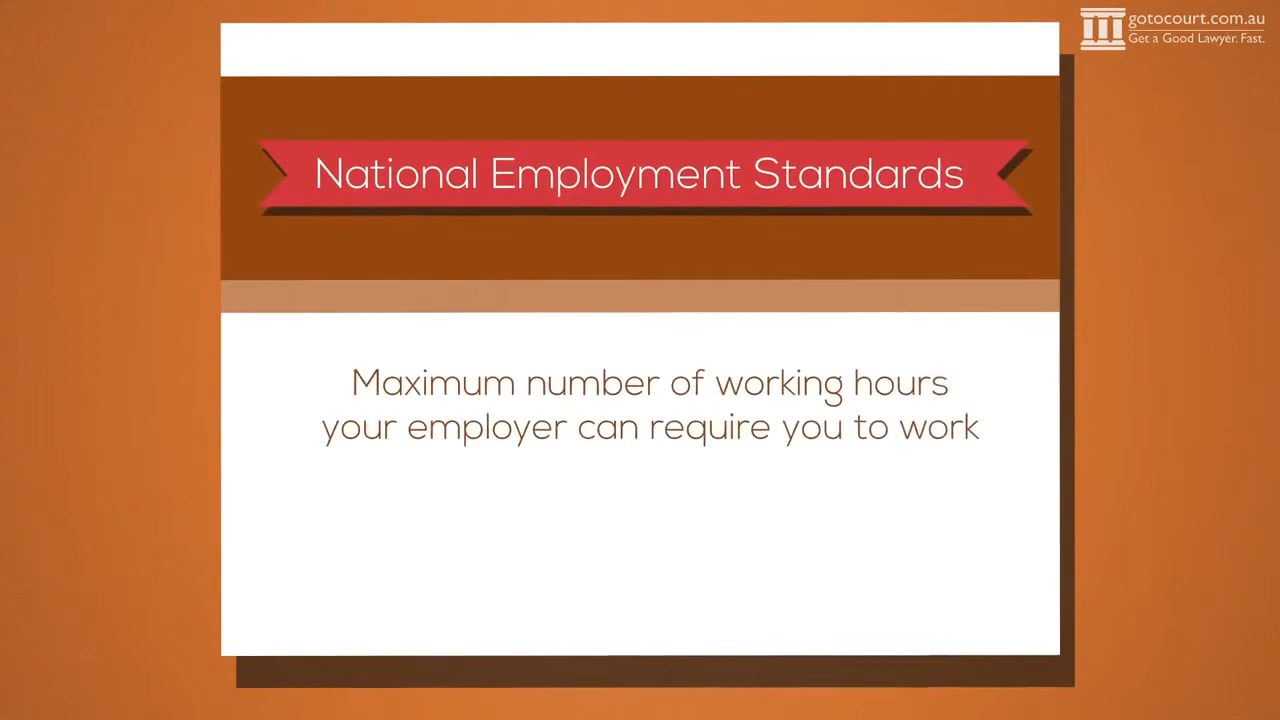 gotocourt.com.au
Get a Good Lawyer. Fast.
National Employment Standards
Maximum number of working hours
your employer can require you to work